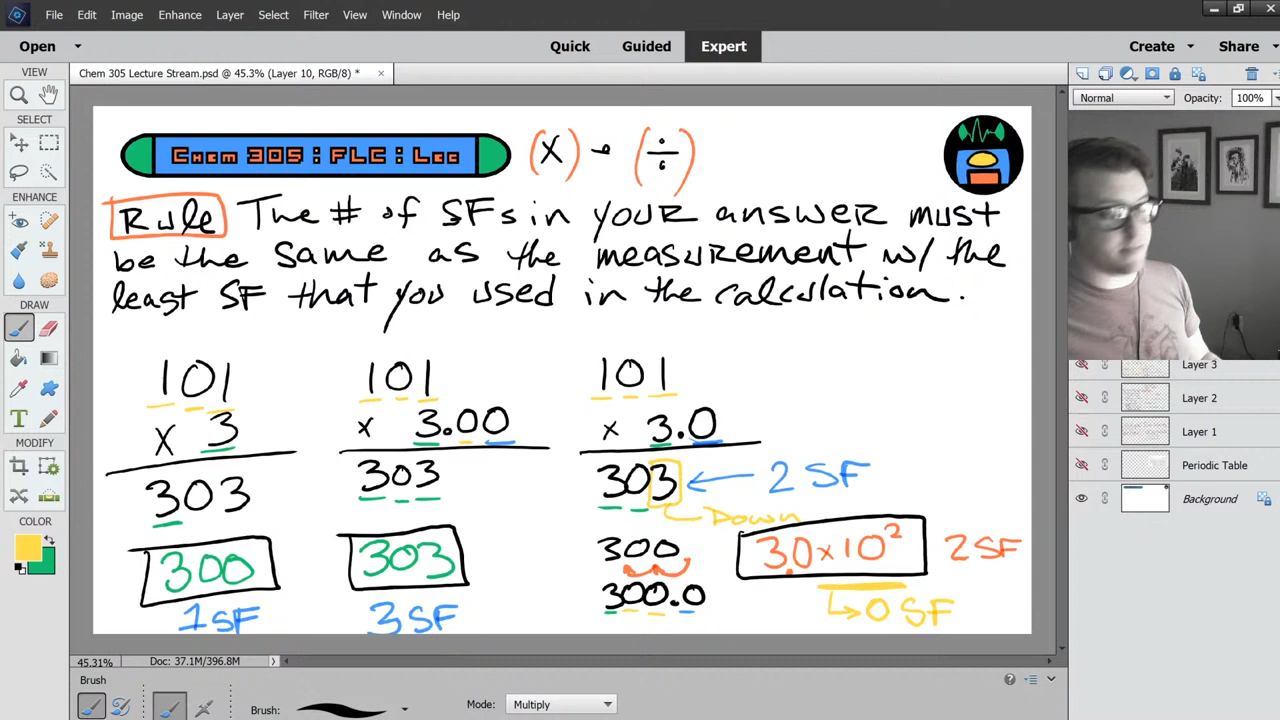 File Edit Image Enhance Layer Select Filter View Window Help
Open Quick Guided Expert Create Share
VIEW
Chem 305 Lecture Stream.psd @ 45.3% (Layer 10, RGB/8) *
Normal Opacity: 100%
SELECT
ENHANCE
DRAW
MODIFY
COLOR
Chem 305 : FLC : Lec (X) (÷)
Rule The # of SFs in your answer must
be the same as the measurement w/ the
least SF that you used in the calculation.
101 101 101
x 3 x 3.00 x 3.0
303 303 303 ← 2 SF
Down
300 303 300 3.0 x 10² 2 SF
1 SF 3 SF 300.0 ↳ 0 SF
Layer 3
Layer 2
Layer 1
Periodic Table
Background
45.31% Doc: 37.1M/396.8M
Brush
Brush: Mode: Multiply